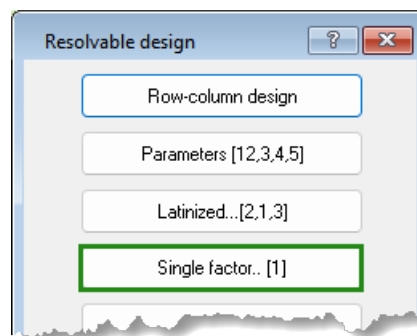 Resolvable design ?
Row-column design
Parameters [12,3,4,5]
Latinized...[2,1,3]
Single factor.. [1]